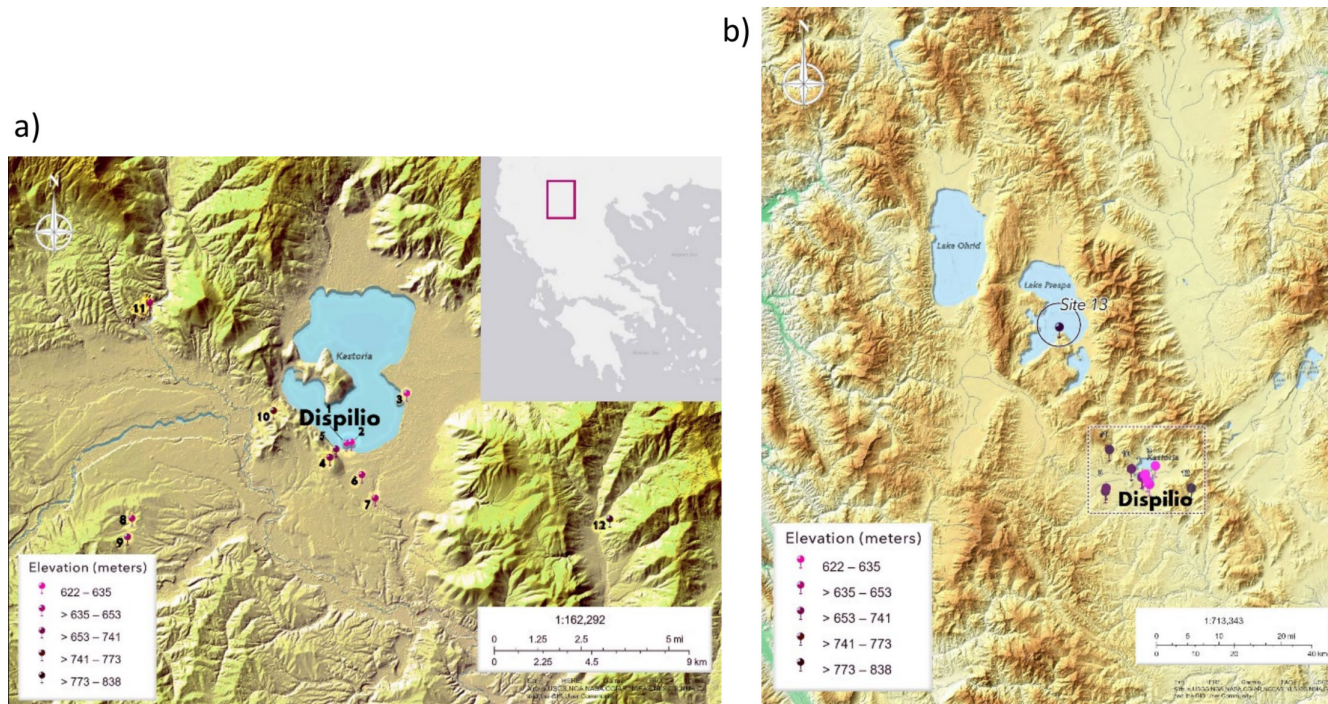 a)
N
11
Kastoria
3
10
Dispilio
1
5
2
4
6
7
8
9
12
Elevation (meters)
622 – 635
> 635 – 653
> 653 – 741
> 741 – 773
> 773 – 838
1:162,292
0 1.25 2.5 5 mi
0 2.25 4.5 9 km
b)
N
Lake Ohrid
Lake Prespa
Site 13
Kastoria
Dispilio
Elevation (meters)
622 – 635
> 635 – 653
> 653 – 741
> 741 – 773
> 773 – 838
1:713,343
0 5 10 20 mi
0 10 20 40 km